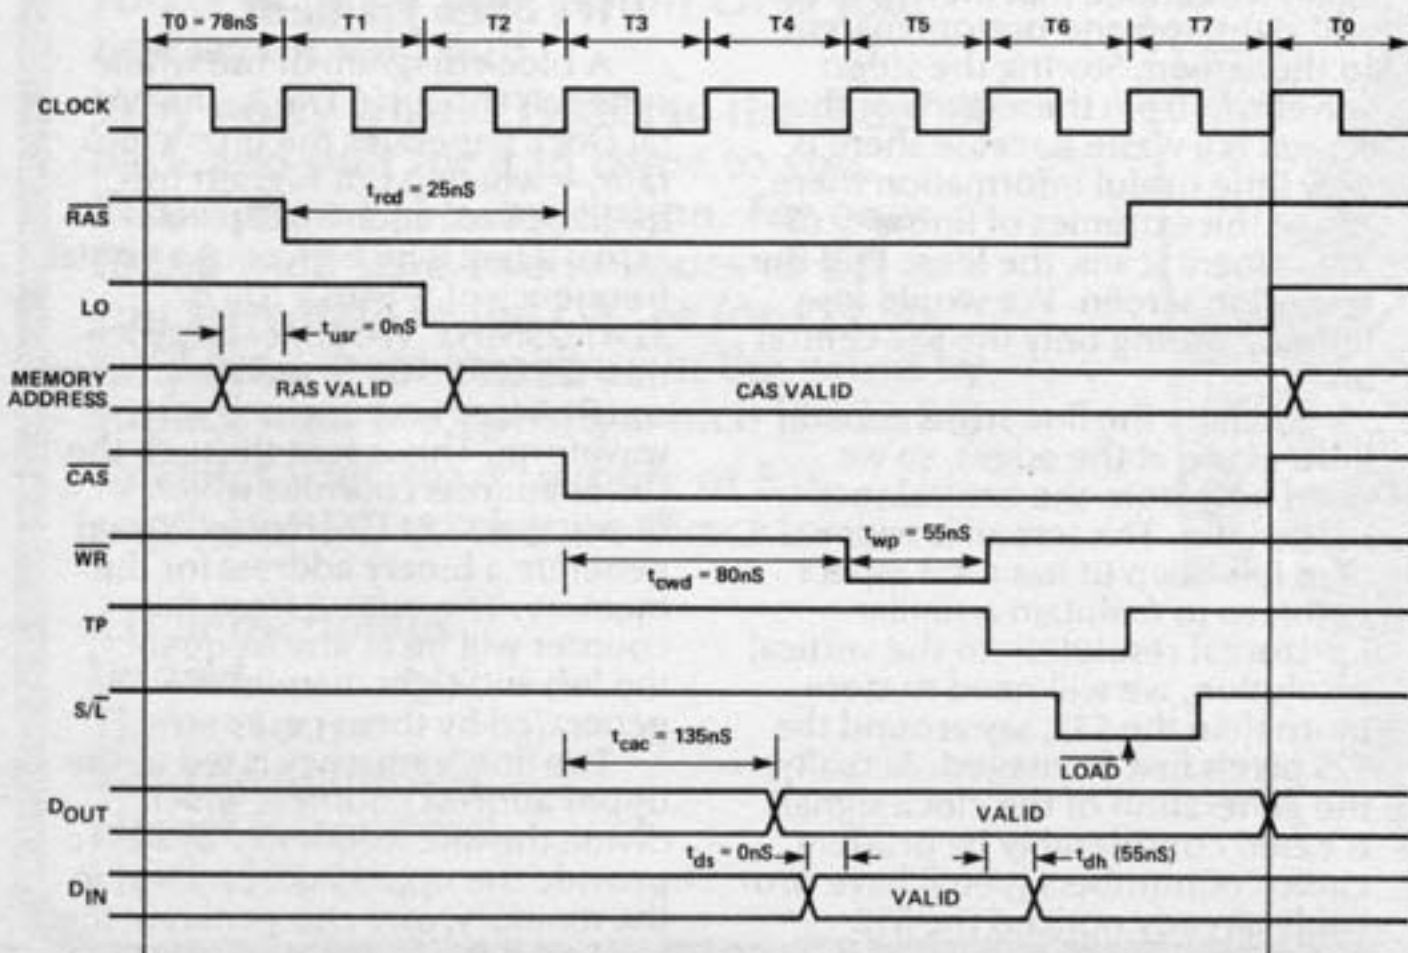 T0 = 78nS T1 T2 T3 T4 T5 T6 T7 T0
CLOCK
t_rcd = 25nS
RAS
LO
t_usr = 0nS
MEMORY
ADDRESS
RAS VALID CAS VALID
CAS
WR
t_wp = 55nS
t_cwd = 80nS
TP
S/L
t_cac = 135nS
LOAD
DOUT
VALID
t_ds = 0nS t_dh (55nS)
DIN
VALID